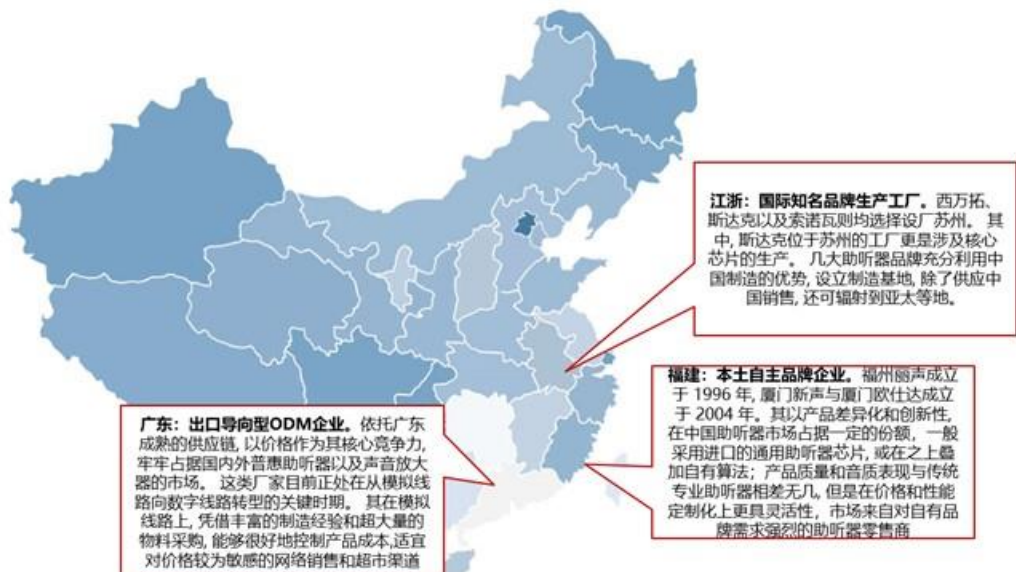 江浙：国际知名品牌生产工厂。西万拓、
斯达克以及索诺瓦则均选择设厂苏州。 其
中, 斯达克位于苏州的工厂更是涉及核心
芯片的生产。 几大助听器品牌充分利用中
国制造的优势, 设立制造基地, 除了供应中
国销售, 还可辐射到亚太等地。
福建：本土自主品牌企业。福州丽声成立
于 1996 年, 厦门新声与厦门欧仕达成立
于 2004 年。其以产品差异化和创新性,
在中国助听器市场占据一定的份额，一般
采用进口的通用助听器芯片, 或在之上叠
加自有算法；产品质量和音质表现与传统
专业助听器相差无几, 但是在价格和性能
定制化上更具灵活性，市场来自对自有品
牌需求强烈的助听器零售商
广东：出口导向型ODM企业。依托广东
成熟的供应链, 以价格作为其核心竞争力,
牢牢占据国内外普惠助听器以及声音放大
器的市场。 这类厂家目前正处在从模拟线
路向数字线路转型的关键时期。 其在模拟
线路上, 凭借丰富的制造经验和超大量的
物料采购, 能够很好地控制产品成本,适宜
对价格较为敏感的网络销售和超市渠道